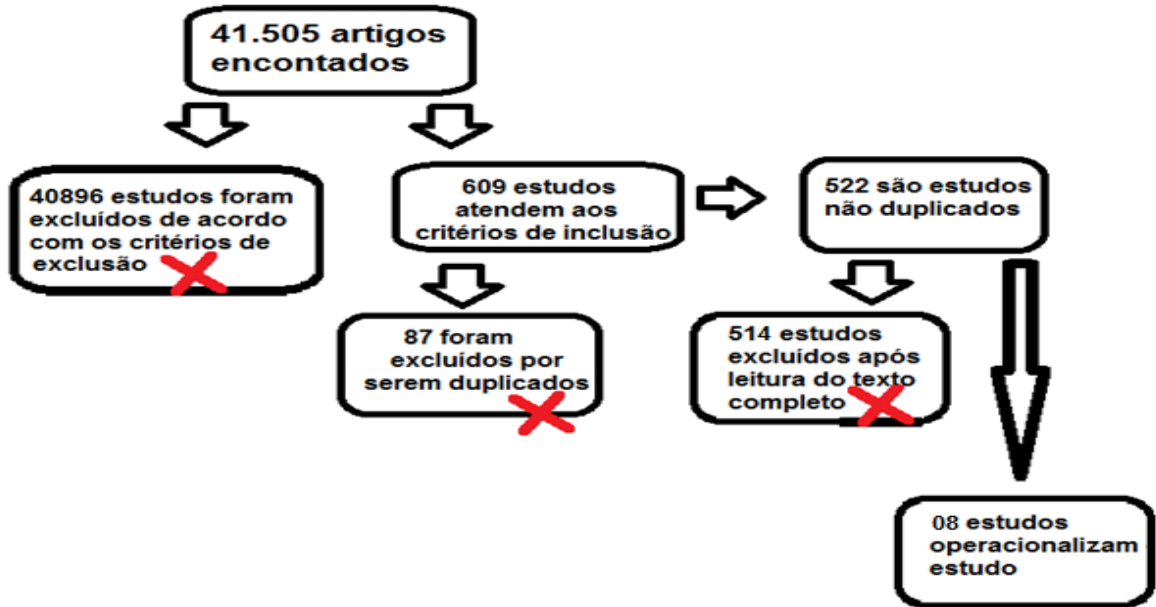 41.505 artigos
encontados
40896 estudos foram
excluídos de acordo
com os critérios de
exclusão
609 estudos
atendem aos
critérios de inclusão
522 são estudos
não duplicados
87 foram
excluídos por
serem duplicados
514 estudos
excluídos após
leitura do texto
completo
08 estudos
operacionalizam
estudo